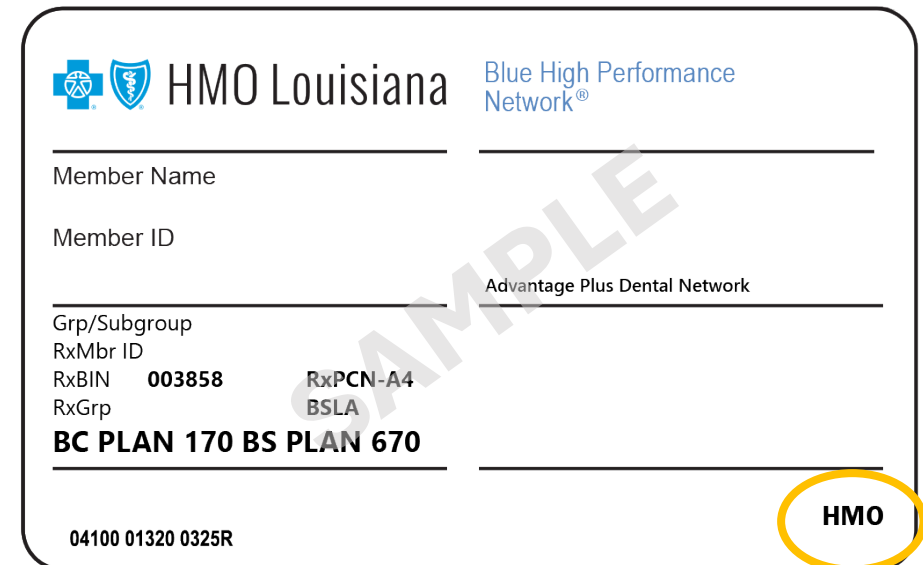 HMO Louisiana
Blue High Performance
Network®
Member Name
Member ID
Advantage Plus Dental Network
SAMPLE
Grp/Subgroup
RxMbr ID
RxBIN 003858 RxPCN-A4
RxGrp BSLA
BC PLAN 170 BS PLAN 670
HMO
04100 01320 0325R